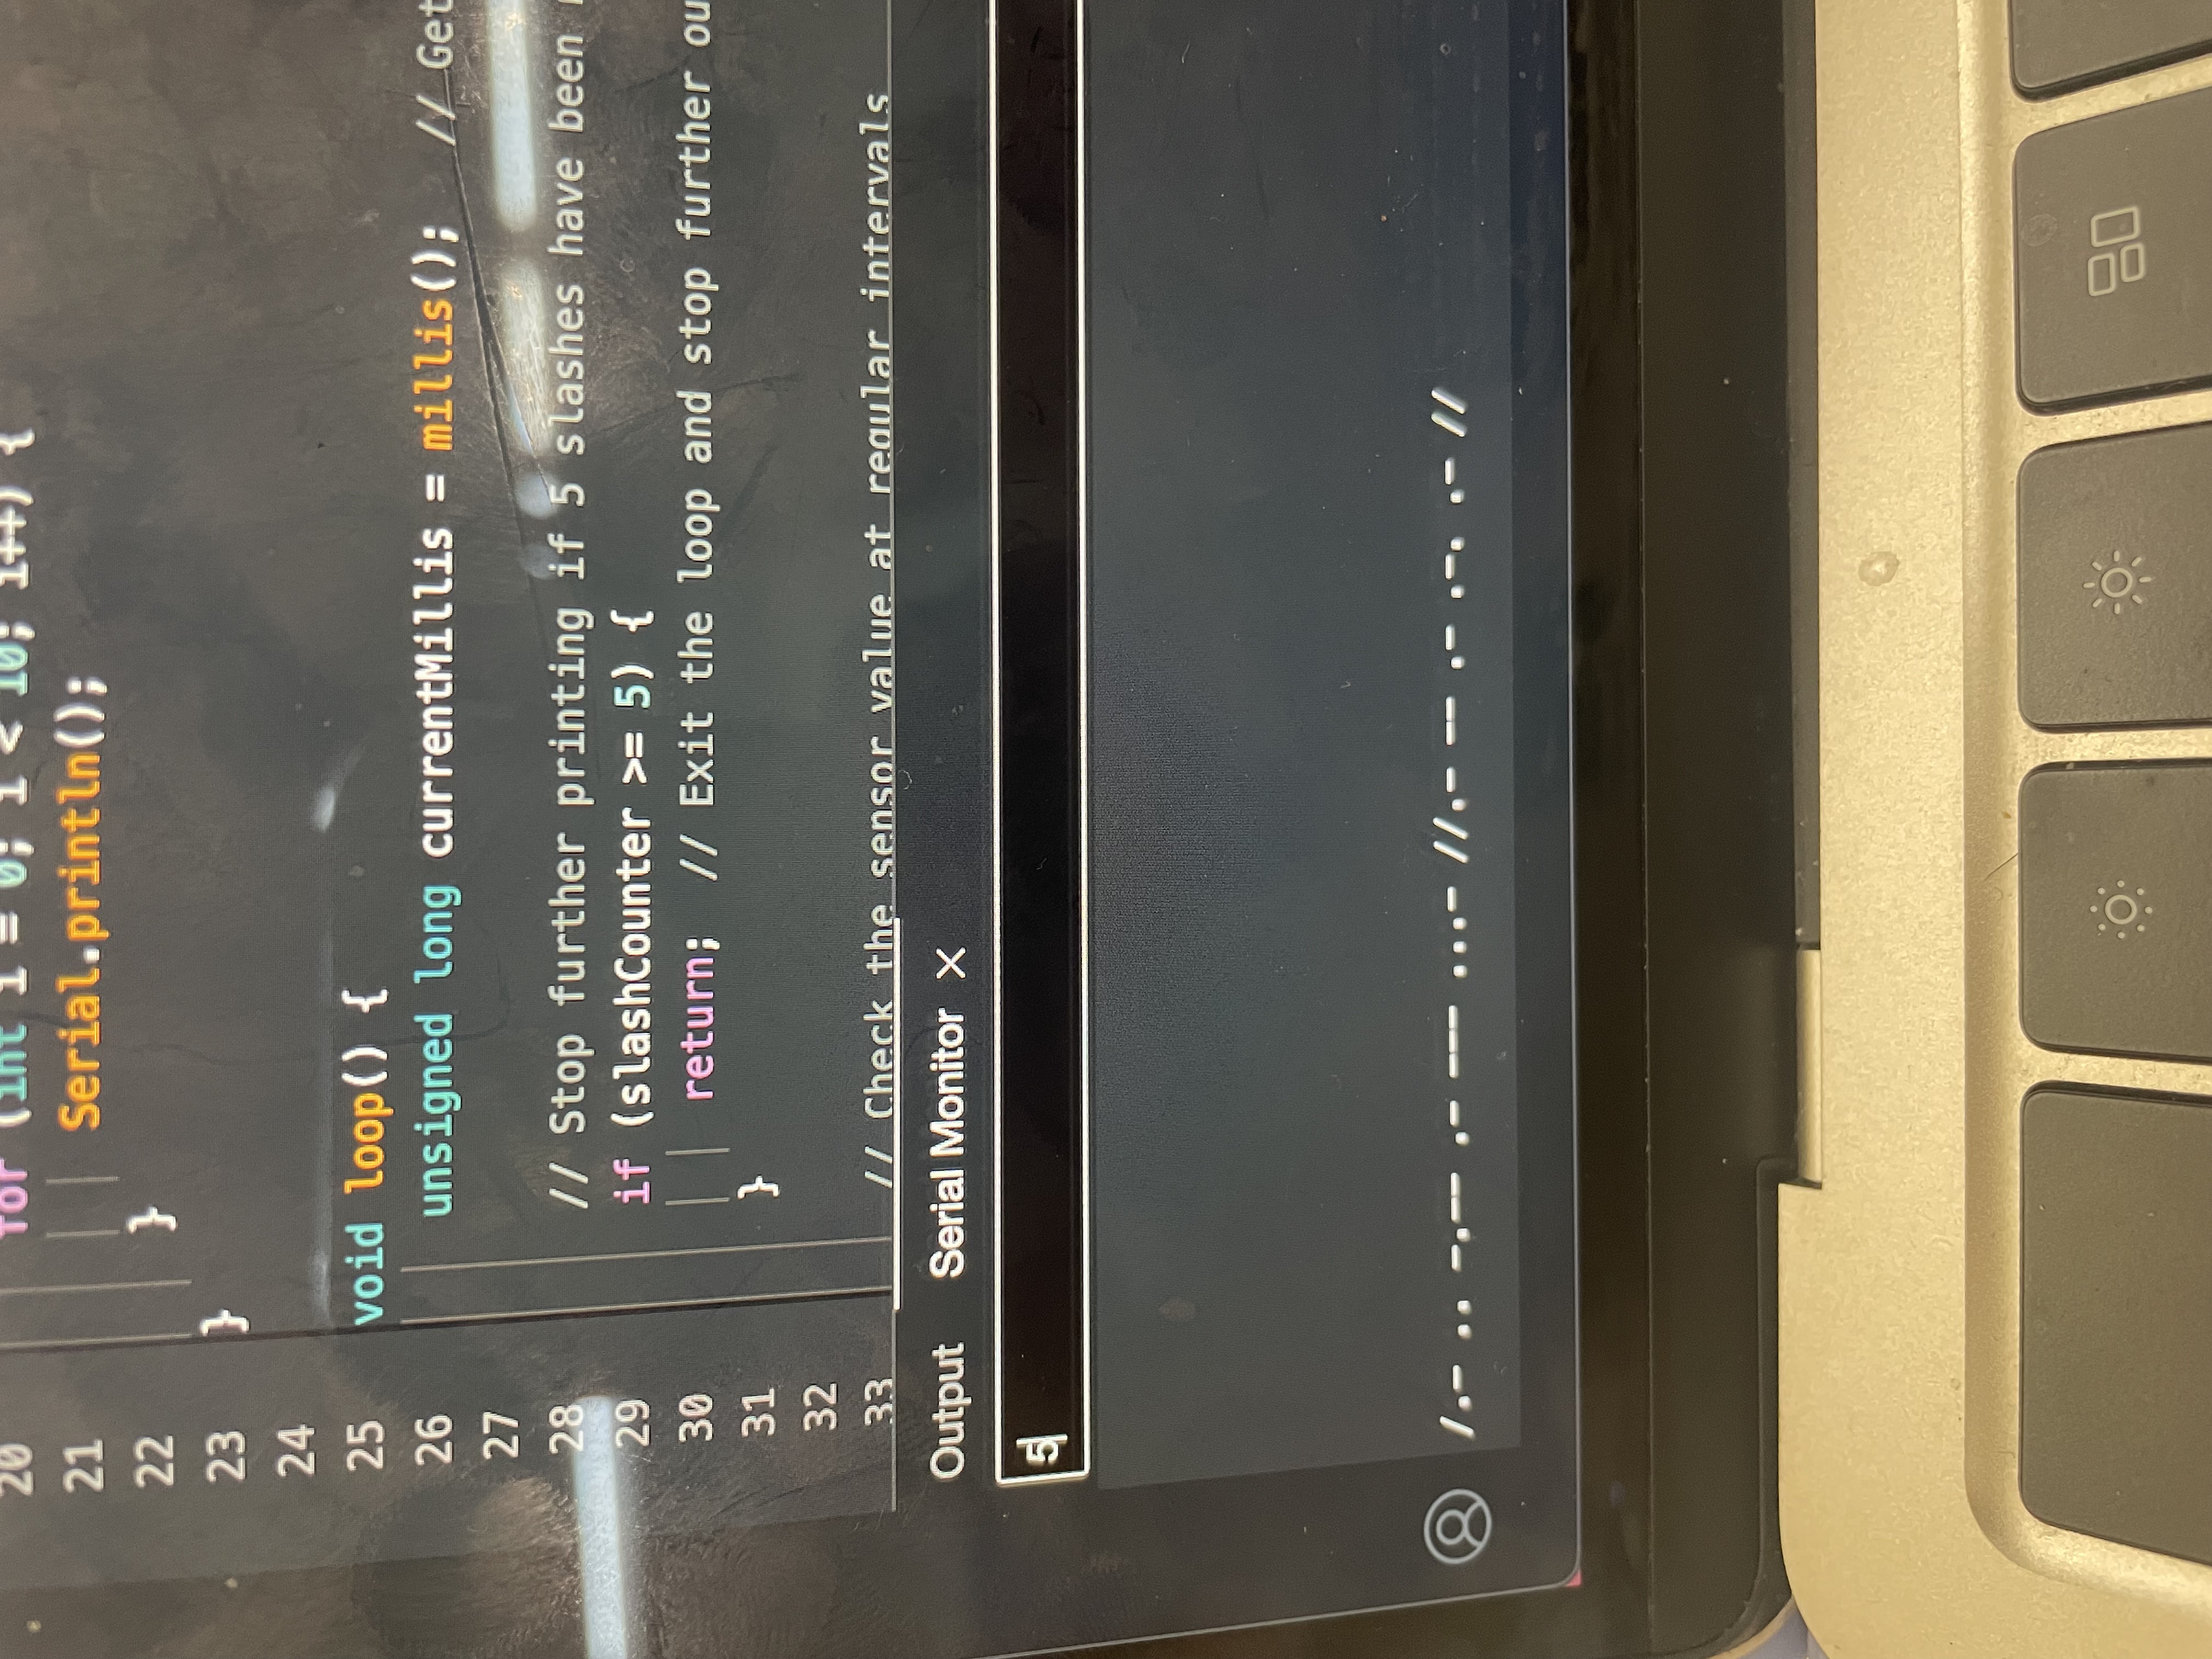 20 for (int i = 0; i < 10; i++) {
21 Serial.println();
22 }
23 }
24
25 void loop() {
26 unsigned long currentMillis = millis(); // Get
27
28 // Stop further printing if 5 slashes have been
29 if (slashCounter >= 5) {
30 return; // Exit the loop and stop further ou
31 }
32
33 // Check the sensor value at regular intervals
Output Serial Monitor ×
5
/.- .. -.-- .- --- ...- //.- -- .- .-. .- //